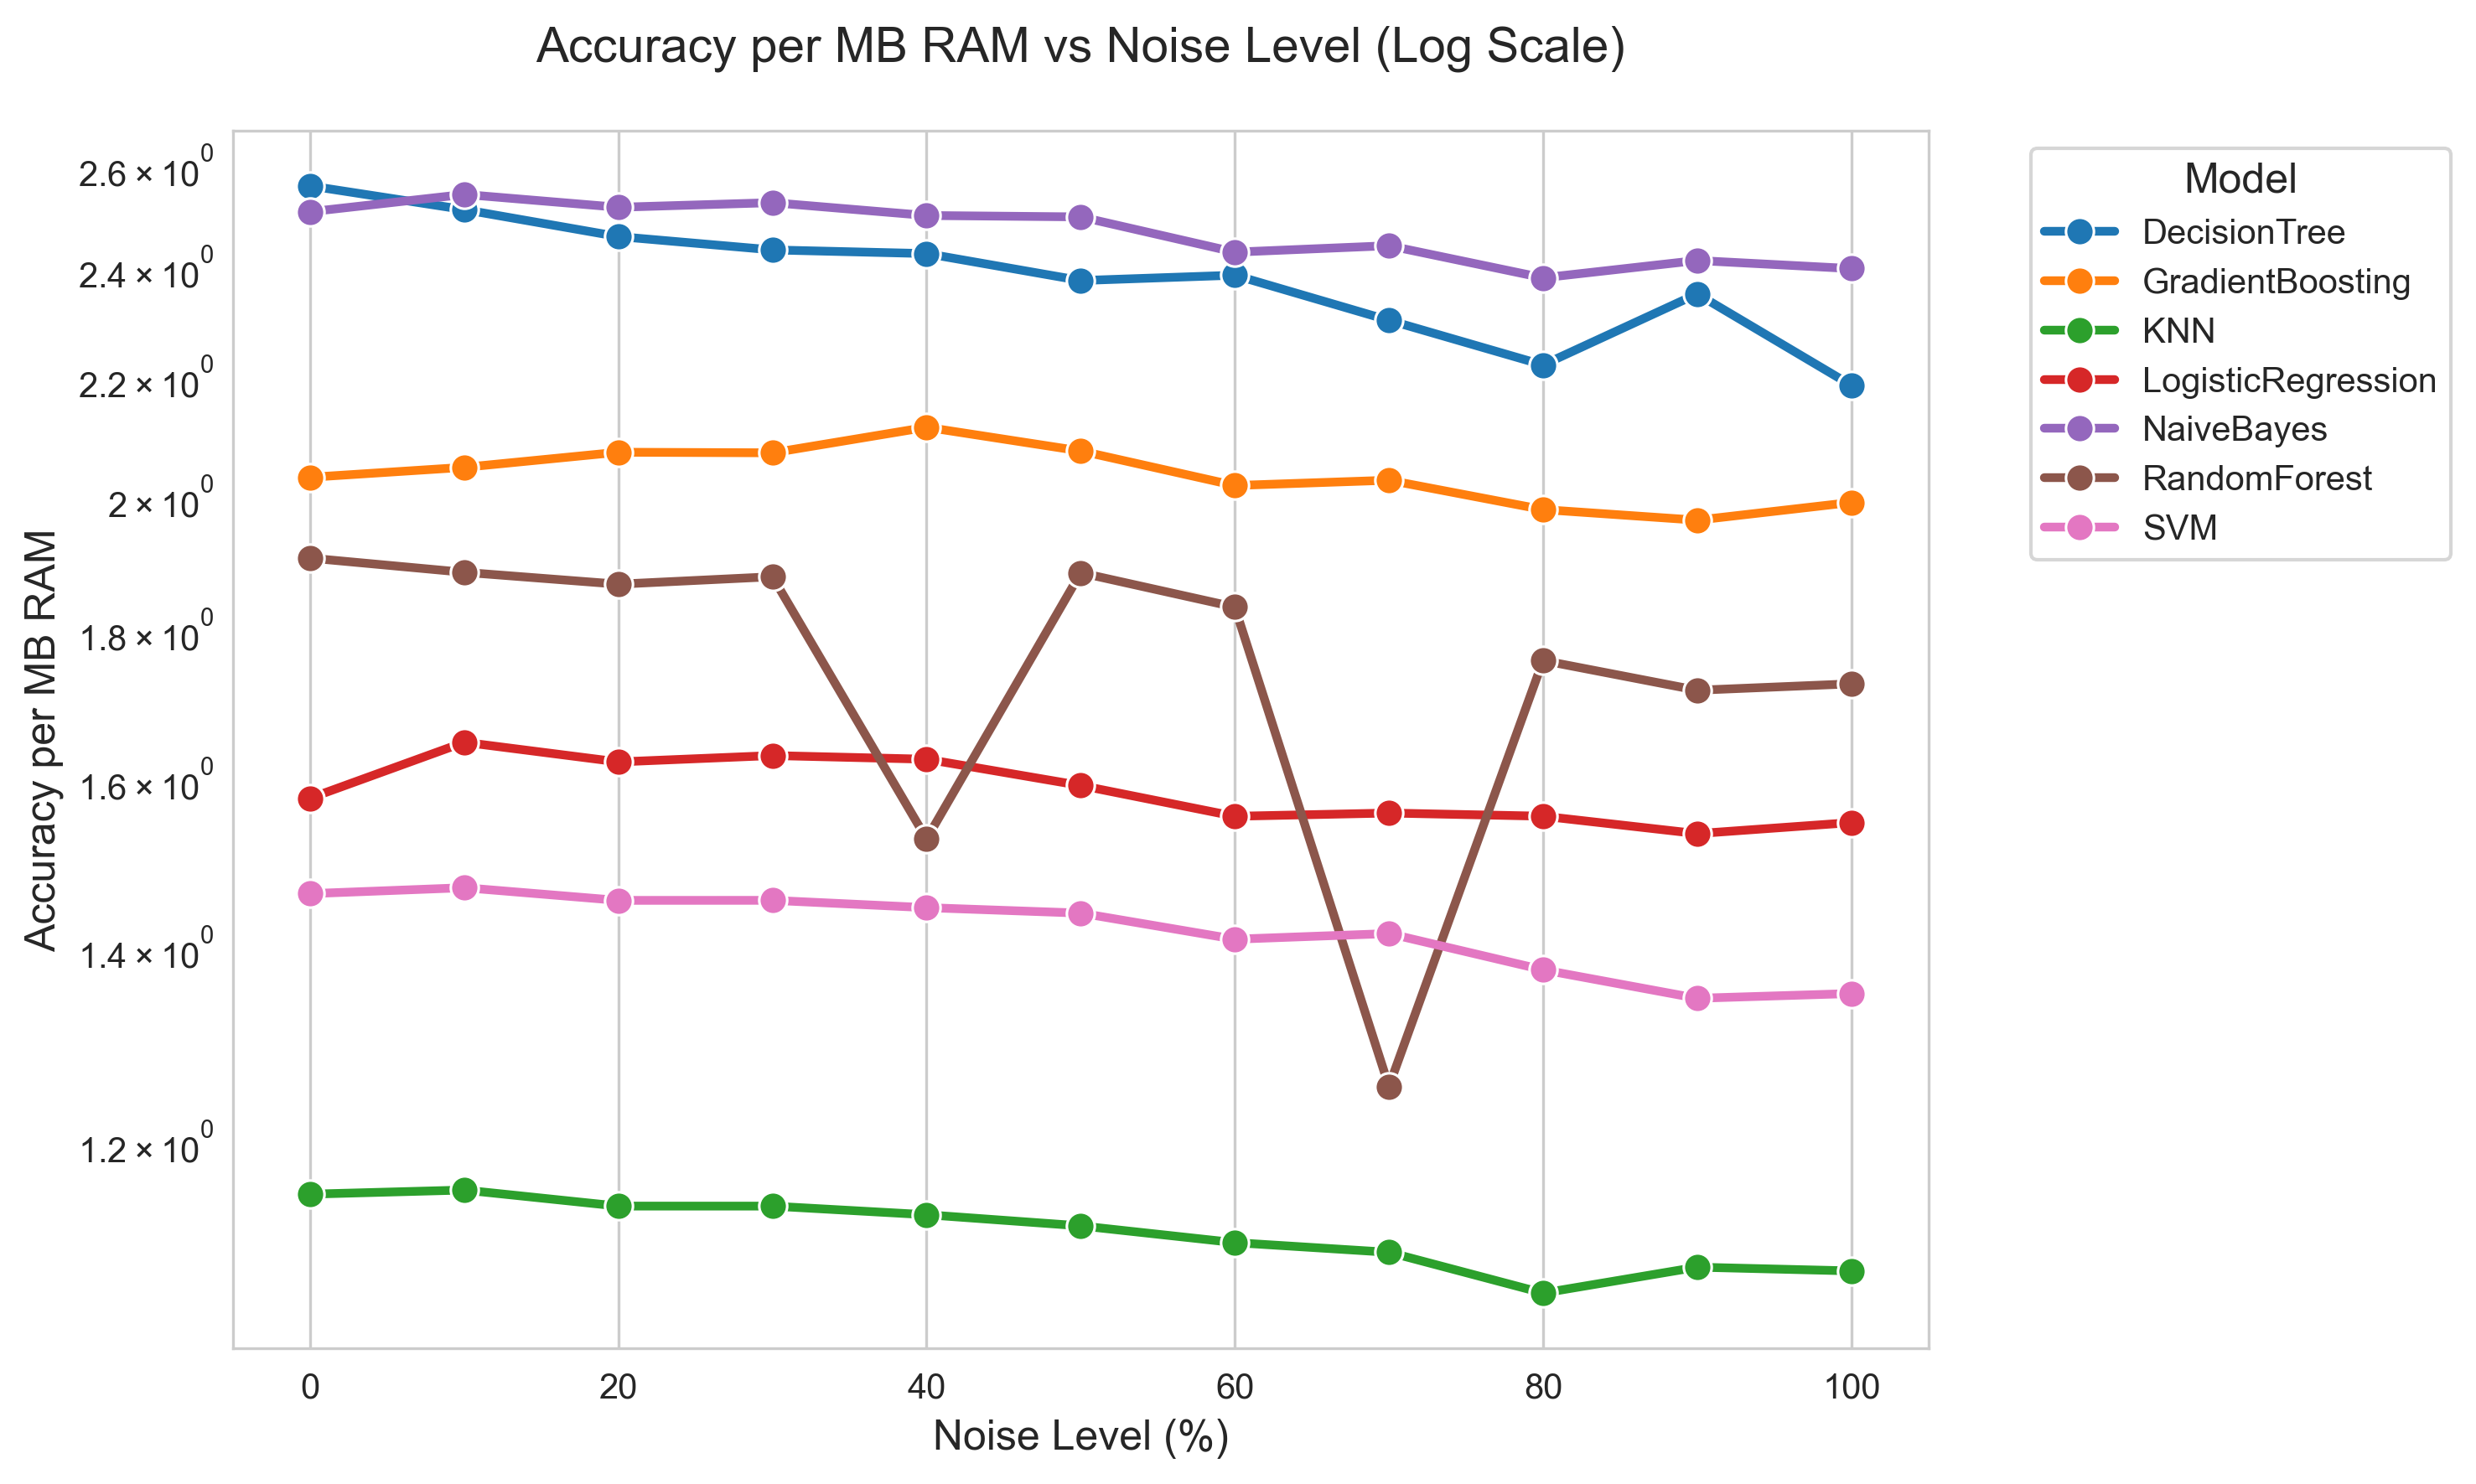 Accuracy per MB RAM vs Noise Level (Log Scale)
Accuracy per MB RAM
2.6 × 10⁰
2.4 × 10⁰
2.2 × 10⁰
2 × 10⁰
1.8 × 10⁰
1.6 × 10⁰
1.4 × 10⁰
1.2 × 10⁰
0 20 40 60 80 100
Noise Level (%)
Model
DecisionTree
GradientBoosting
KNN
LogisticRegression
NaiveBayes
RandomForest
SVM